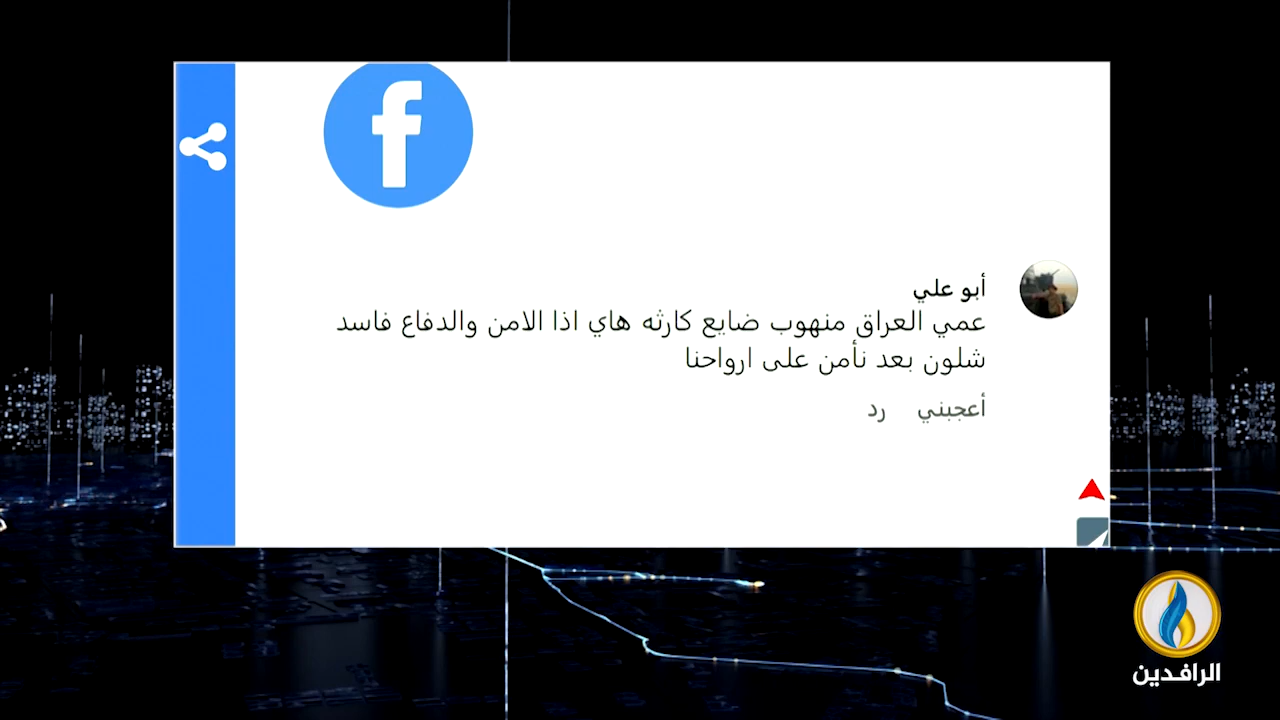 أبو علي
عمي العراق منهوب ضايع كارثه هاي اذا الامن والدفاع فاسد
شلون بعد نأمن على ارواحنا
أعجبني رد
الرافدين